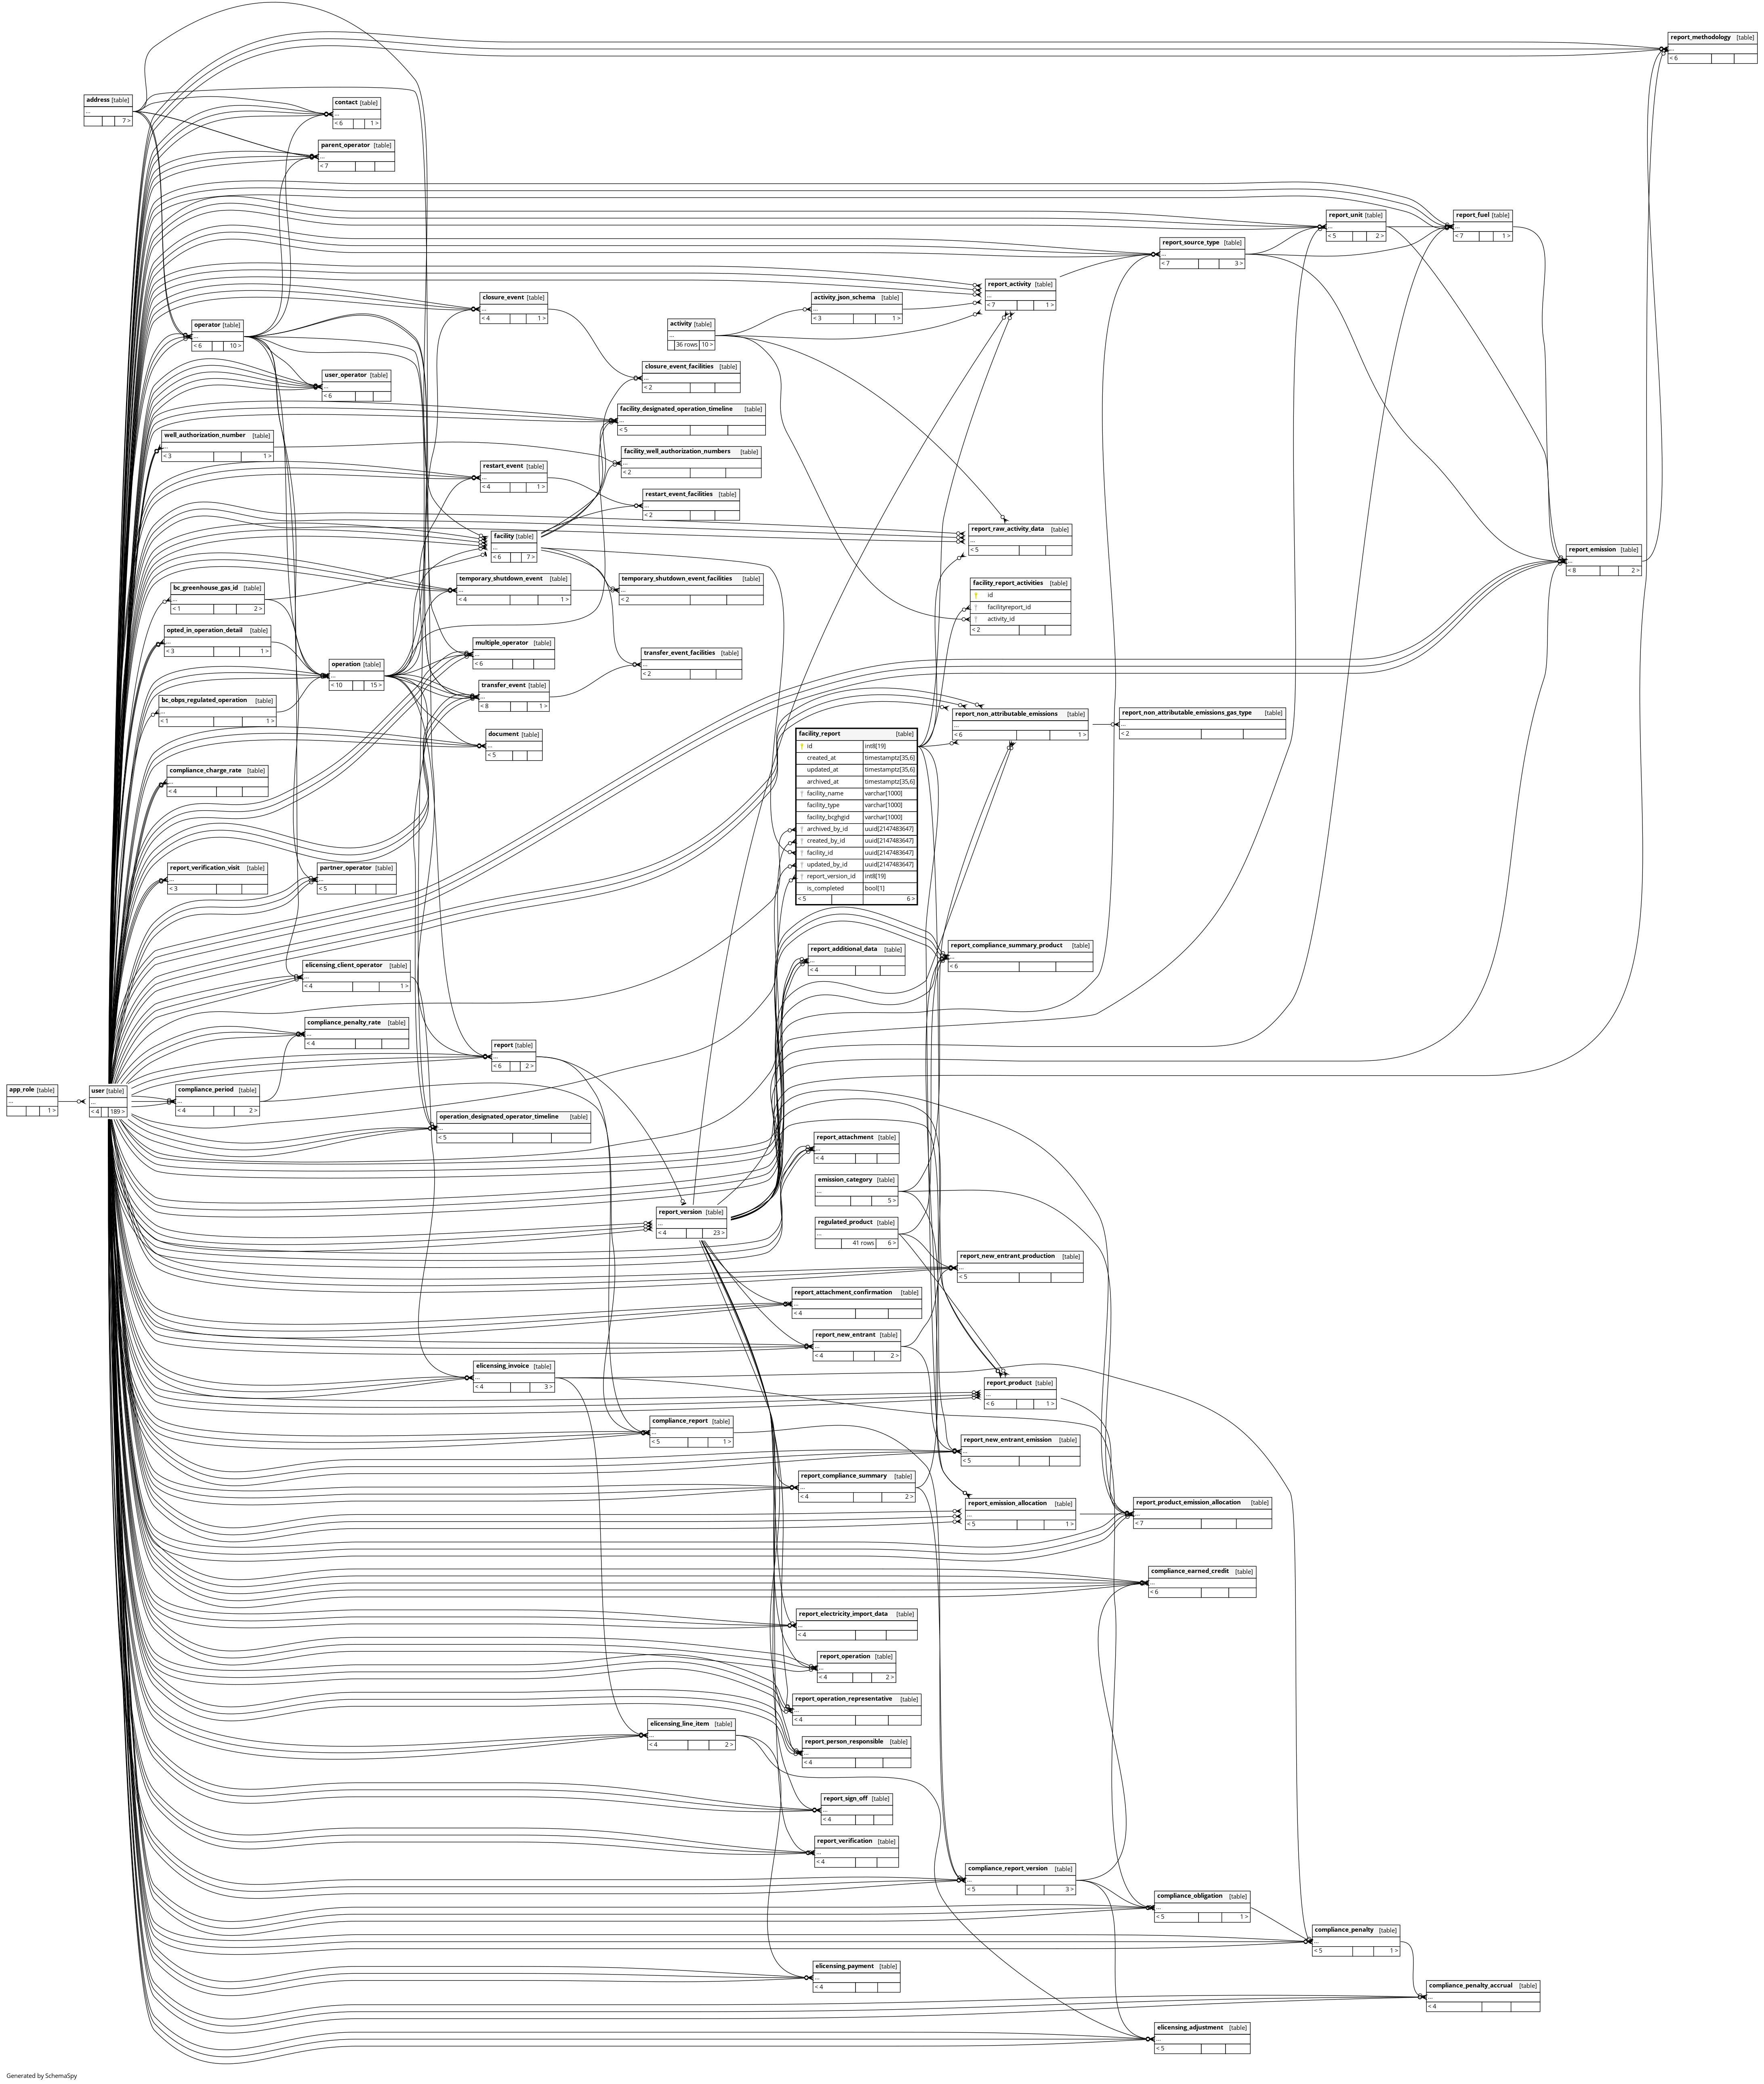 report_methodology [table]
...
< 6
address [table]
...
7 >
contact [table]
...
< 6 1 >
parent_operator [table]
...
< 7
report_unit [table]
...
< 5 2 >
report_fuel [table]
...
< 7 1 >
report_source_type [table]
...
< 7 3 >
report_activity [table]
...
< 7 1 >
closure_event [table]
...
< 4 1 >
activity_json_schema [table]
...
< 3 1 >
operator [table]
...
< 6 10 >
activity [table]
...
36 rows 10 >
closure_event_facilities [table]
...
< 2
user_operator [table]
...
< 6
facility_designated_operation_timeline [table]
...
< 5
well_authorization_number [table]
...
< 3 1 >
facility_well_authorization_numbers [table]
...
< 2
restart_event [table]
...
< 4 1 >
restart_event_facilities [table]
...
< 2
facility [table]
...
< 6 7 >
report_raw_activity_data [table]
...
< 5
report_emission [table]
...
< 8 2 >
temporary_shutdown_event [table]
...
< 4 1 >
temporary_shutdown_event_facilities [table]
...
< 2
facility_report_activities [table]
id
facilityreport_id
activity_id
< 2
bc_greenhouse_gas_id [table]
...
< 1 2 >
opted_in_operation_detail [table]
...
< 3 1 >
multiple_operator [table]
...
< 6
transfer_event_facilities [table]
...
< 2
operation [table]
...
< 10 15 >
transfer_event [table]
...
< 8 1 >
bc_obps_regulated_operation [table]
...
< 1 1 >
report_non_attributable_emissions [table]
...
< 6 1 >
report_non_attributable_emissions_gas_type [table]
...
< 2
document [table]
...
< 5
facility_report [table]
id int8[19]
created_at timestamptz[35,6]
updated_at timestamptz[35,6]
archived_at timestamptz[35,6]
facility_name varchar[1000]
facility_type varchar[1000]
facility_bcghgid varchar[1000]
archived_by_id uuid[2147483647]
created_by_id uuid[2147483647]
facility_id uuid[2147483647]
updated_by_id uuid[2147483647]
report_version_id int8[19]
is_completed bool[1]
< 5 6 >
compliance_charge_rate [table]
...
< 4
report_verification_visit [table]
...
< 3
partner_operator [table]
...
< 5
report_additional_data [table]
...
< 4
report_compliance_summary_product [table]
...
< 6
elicensing_client_operator [table]
...
< 4 1 >
compliance_penalty_rate [table]
...
< 4
report [table]
...
< 6 2 >
app_role [table]
...
1 >
user [table]
...
< 4 189 >
compliance_period [table]
...
< 4 2 >
operation_designated_operator_timeline [table]
...
< 5
report_attachment [table]
...
< 4
emission_category [table]
...
5 >
report_version [table]
...
< 4 23 >
regulated_product [table]
...
41 rows 6 >
report_new_entrant_production [table]
...
< 5
report_attachment_confirmation [table]
...
< 4
report_new_entrant [table]
...
< 4 2 >
elicensing_invoice [table]
...
< 4 3 >
report_product [table]
...
< 6 1 >
compliance_report [table]
...
< 5 1 >
report_new_entrant_emission [table]
...
< 5
report_compliance_summary [table]
...
< 4 2 >
report_emission_allocation [table]
...
< 5 1 >
report_product_emission_allocation [table]
...
< 7
compliance_earned_credit [table]
...
< 6
report_electricity_import_data [table]
...
< 4
report_operation [table]
...
< 4 2 >
report_operation_representative [table]
...
< 4
elicensing_line_item [table]
...
< 4 2 >
report_person_responsible [table]
...
< 4
report_sign_off [table]
...
< 4
report_verification [table]
...
< 4
compliance_report_version [table]
...
< 5 3 >
compliance_obligation [table]
...
< 5 1 >
compliance_penalty [table]
...
< 5 1 >
elicensing_payment [table]
...
< 4
compliance_penalty_accrual [table]
...
< 4
elicensing_adjustment [table]
...
< 5
Generated by SchemaSpy